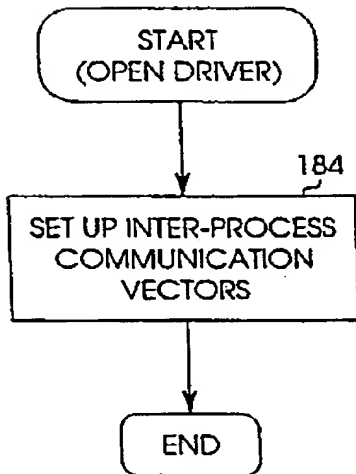 START
(OPEN DRIVER)
184
SET UP INTER-PROCESS
COMMUNICATION
VECTORS
END